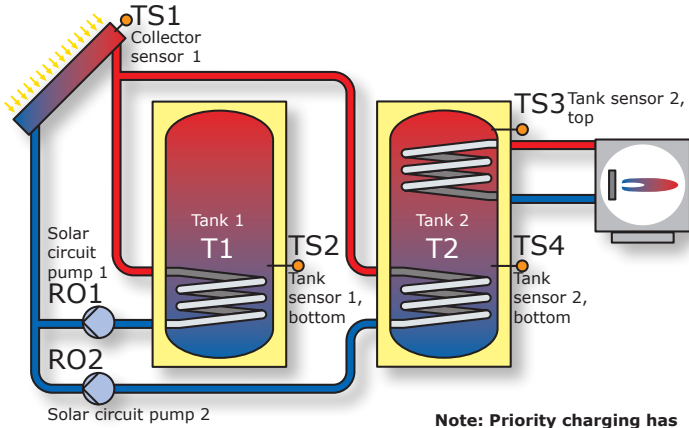 TS1
Collector
sensor 1
TS3 Tank sensor 2,
top
Tank 1
T1
Tank 2
T2
TS2
Tank
sensor 1,
bottom
TS4
Tank
sensor 2,
bottom
Solar
circuit
pump 1
RO1
RO2
Solar circuit pump 2
Note: Priority charging has